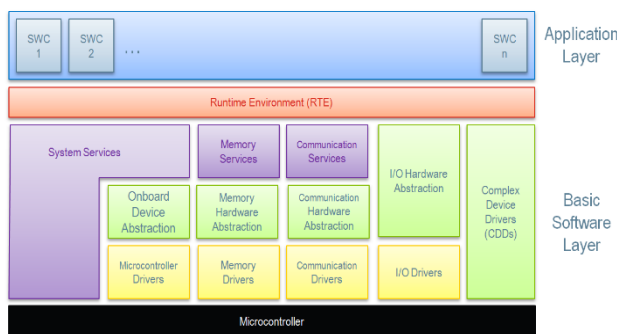 SWC
1
SWC
2
...
SWC
n
Application
Layer
Runtime Environment (RTE)
System Services
Memory
Services
Communication
Services
I/O Hardware
Abstraction
Complex
Device
Drivers
(CDDs)
Onboard
Device
Abstraction
Memory
Hardware
Abstraction
Communication
Hardware
Abstraction
Basic
Software
Layer
Microcontroller
Drivers
Memory
Drivers
Communication
Drivers
I/O Drivers
Microcontroller